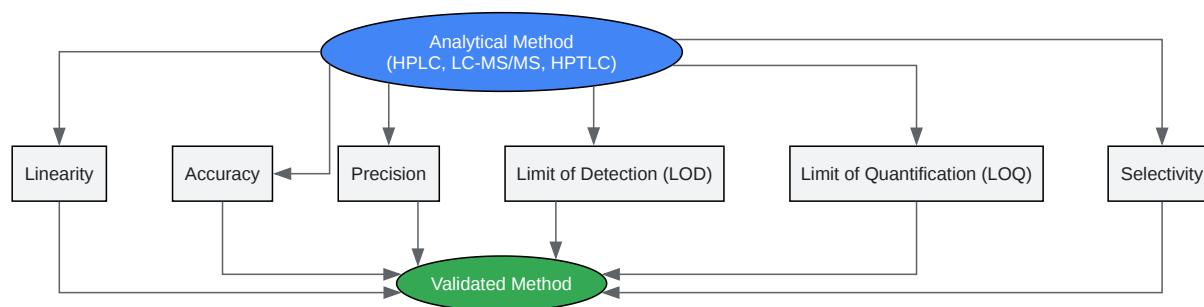 Analytical Method
(HPLC, LC-MS/MS, HPTLC)
Linearity
Accuracy
Precision
Limit of Detection (LOD)
Limit of Quantification (LOQ)
Selectivity
Validated Method